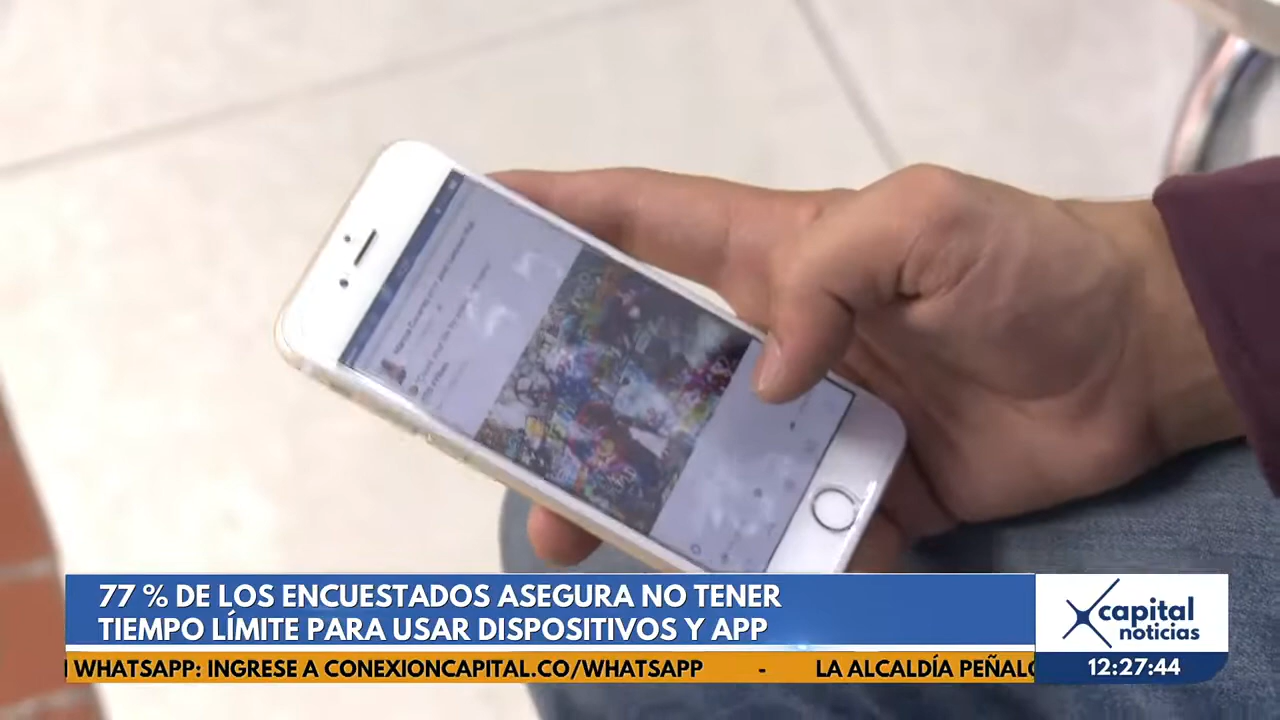 77 % DE LOS ENCUESTADOS ASEGURA NO TENER
TIEMPO LÍMITE PARA USAR DISPOSITIVOS Y APP
capital
noticias
WHATSAPP: INGRESE A CONEXIONCAPITAL.CO/WHATSAPP - LA ALCALDÍA PEÑALO
12:27:44